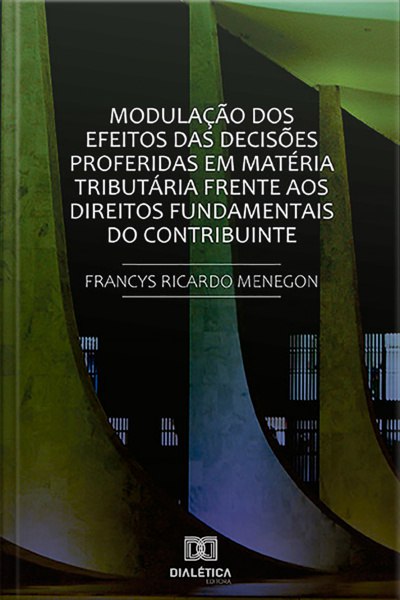 MODULAÇÃO DOS
EFEITOS DAS DECISÕES
PROFERIDAS EM MATÉRIA
TRIBUTÁRIA FRENTE AOS
DIREITOS FUNDAMENTAIS
DO CONTRIBUINTE
FRANCYS RICARDO MENEGON
DIALÉTICA
EDITORA